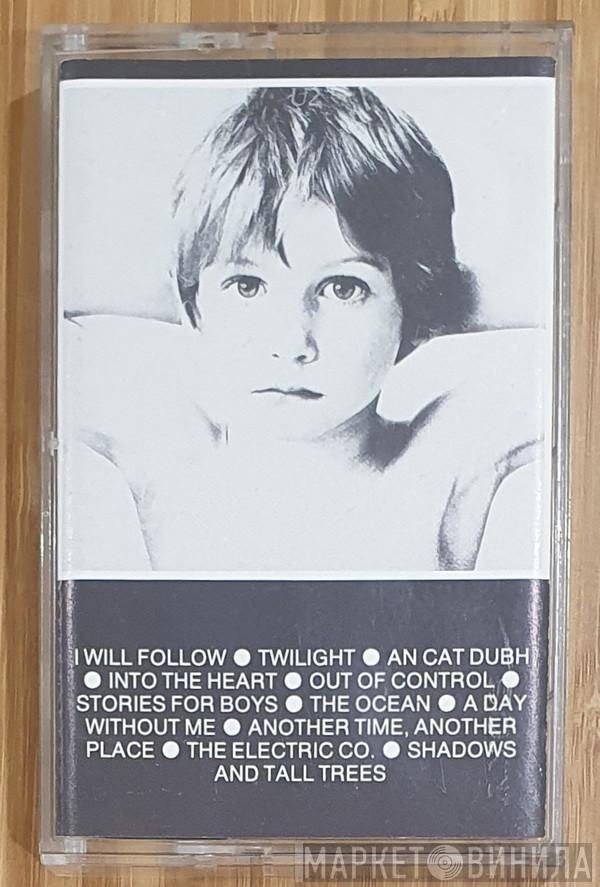 U2
I WILL FOLLOW ● TWILIGHT ● AN CAT DUBH
● INTO THE HEART ● OUT OF CONTROL ●
STORIES FOR BOYS ● THE OCEAN ● A DAY
WITHOUT ME ● ANOTHER TIME, ANOTHER
PLACE ● THE ELECTRIC CO. ● SHADOWS
AND TALL TREES
МАРКЕТ ВИНИЛА